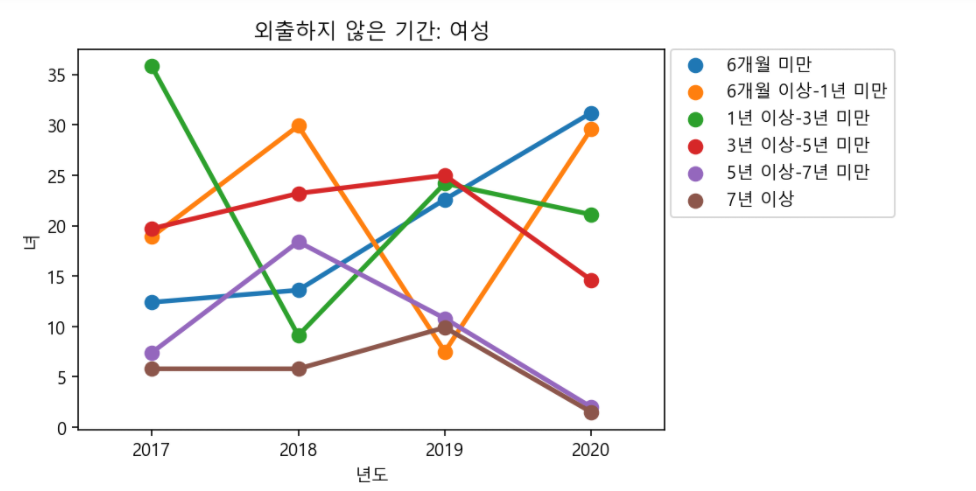 외출하지 않은 기간: 여성
6개월 미만
6개월 이상-1년 미만
1년 이상-3년 미만
3년 이상-5년 미만
5년 이상-7년 미만
7년 이상
35
30
25
20
15
10
5
0
녀
2017 2018 2019 2020
년도